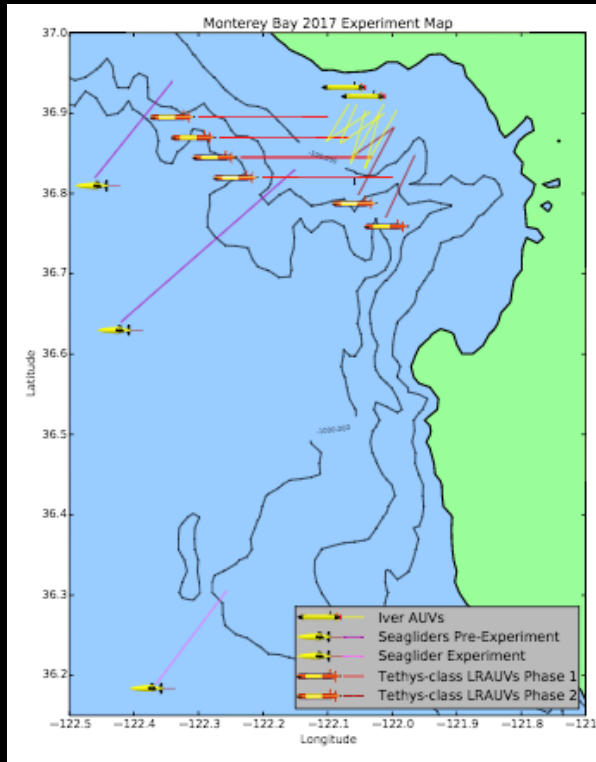 Monterey Bay 2017 Experiment Map
37.0
36.9
36.8
36.7
36.6
36.5
36.4
36.3
36.2
Latitude
-1000.000
Iver AUVs
Seagliders Pre-Experiment
Seaglider Experiment
Tethys-class LRAUVs Phase 1
Tethys-class LRAUVs Phase 2
−122.5 −122.4 −122.3 −122.2 −122.1 −122.0 −121.9 −121.8 −121
Longitude